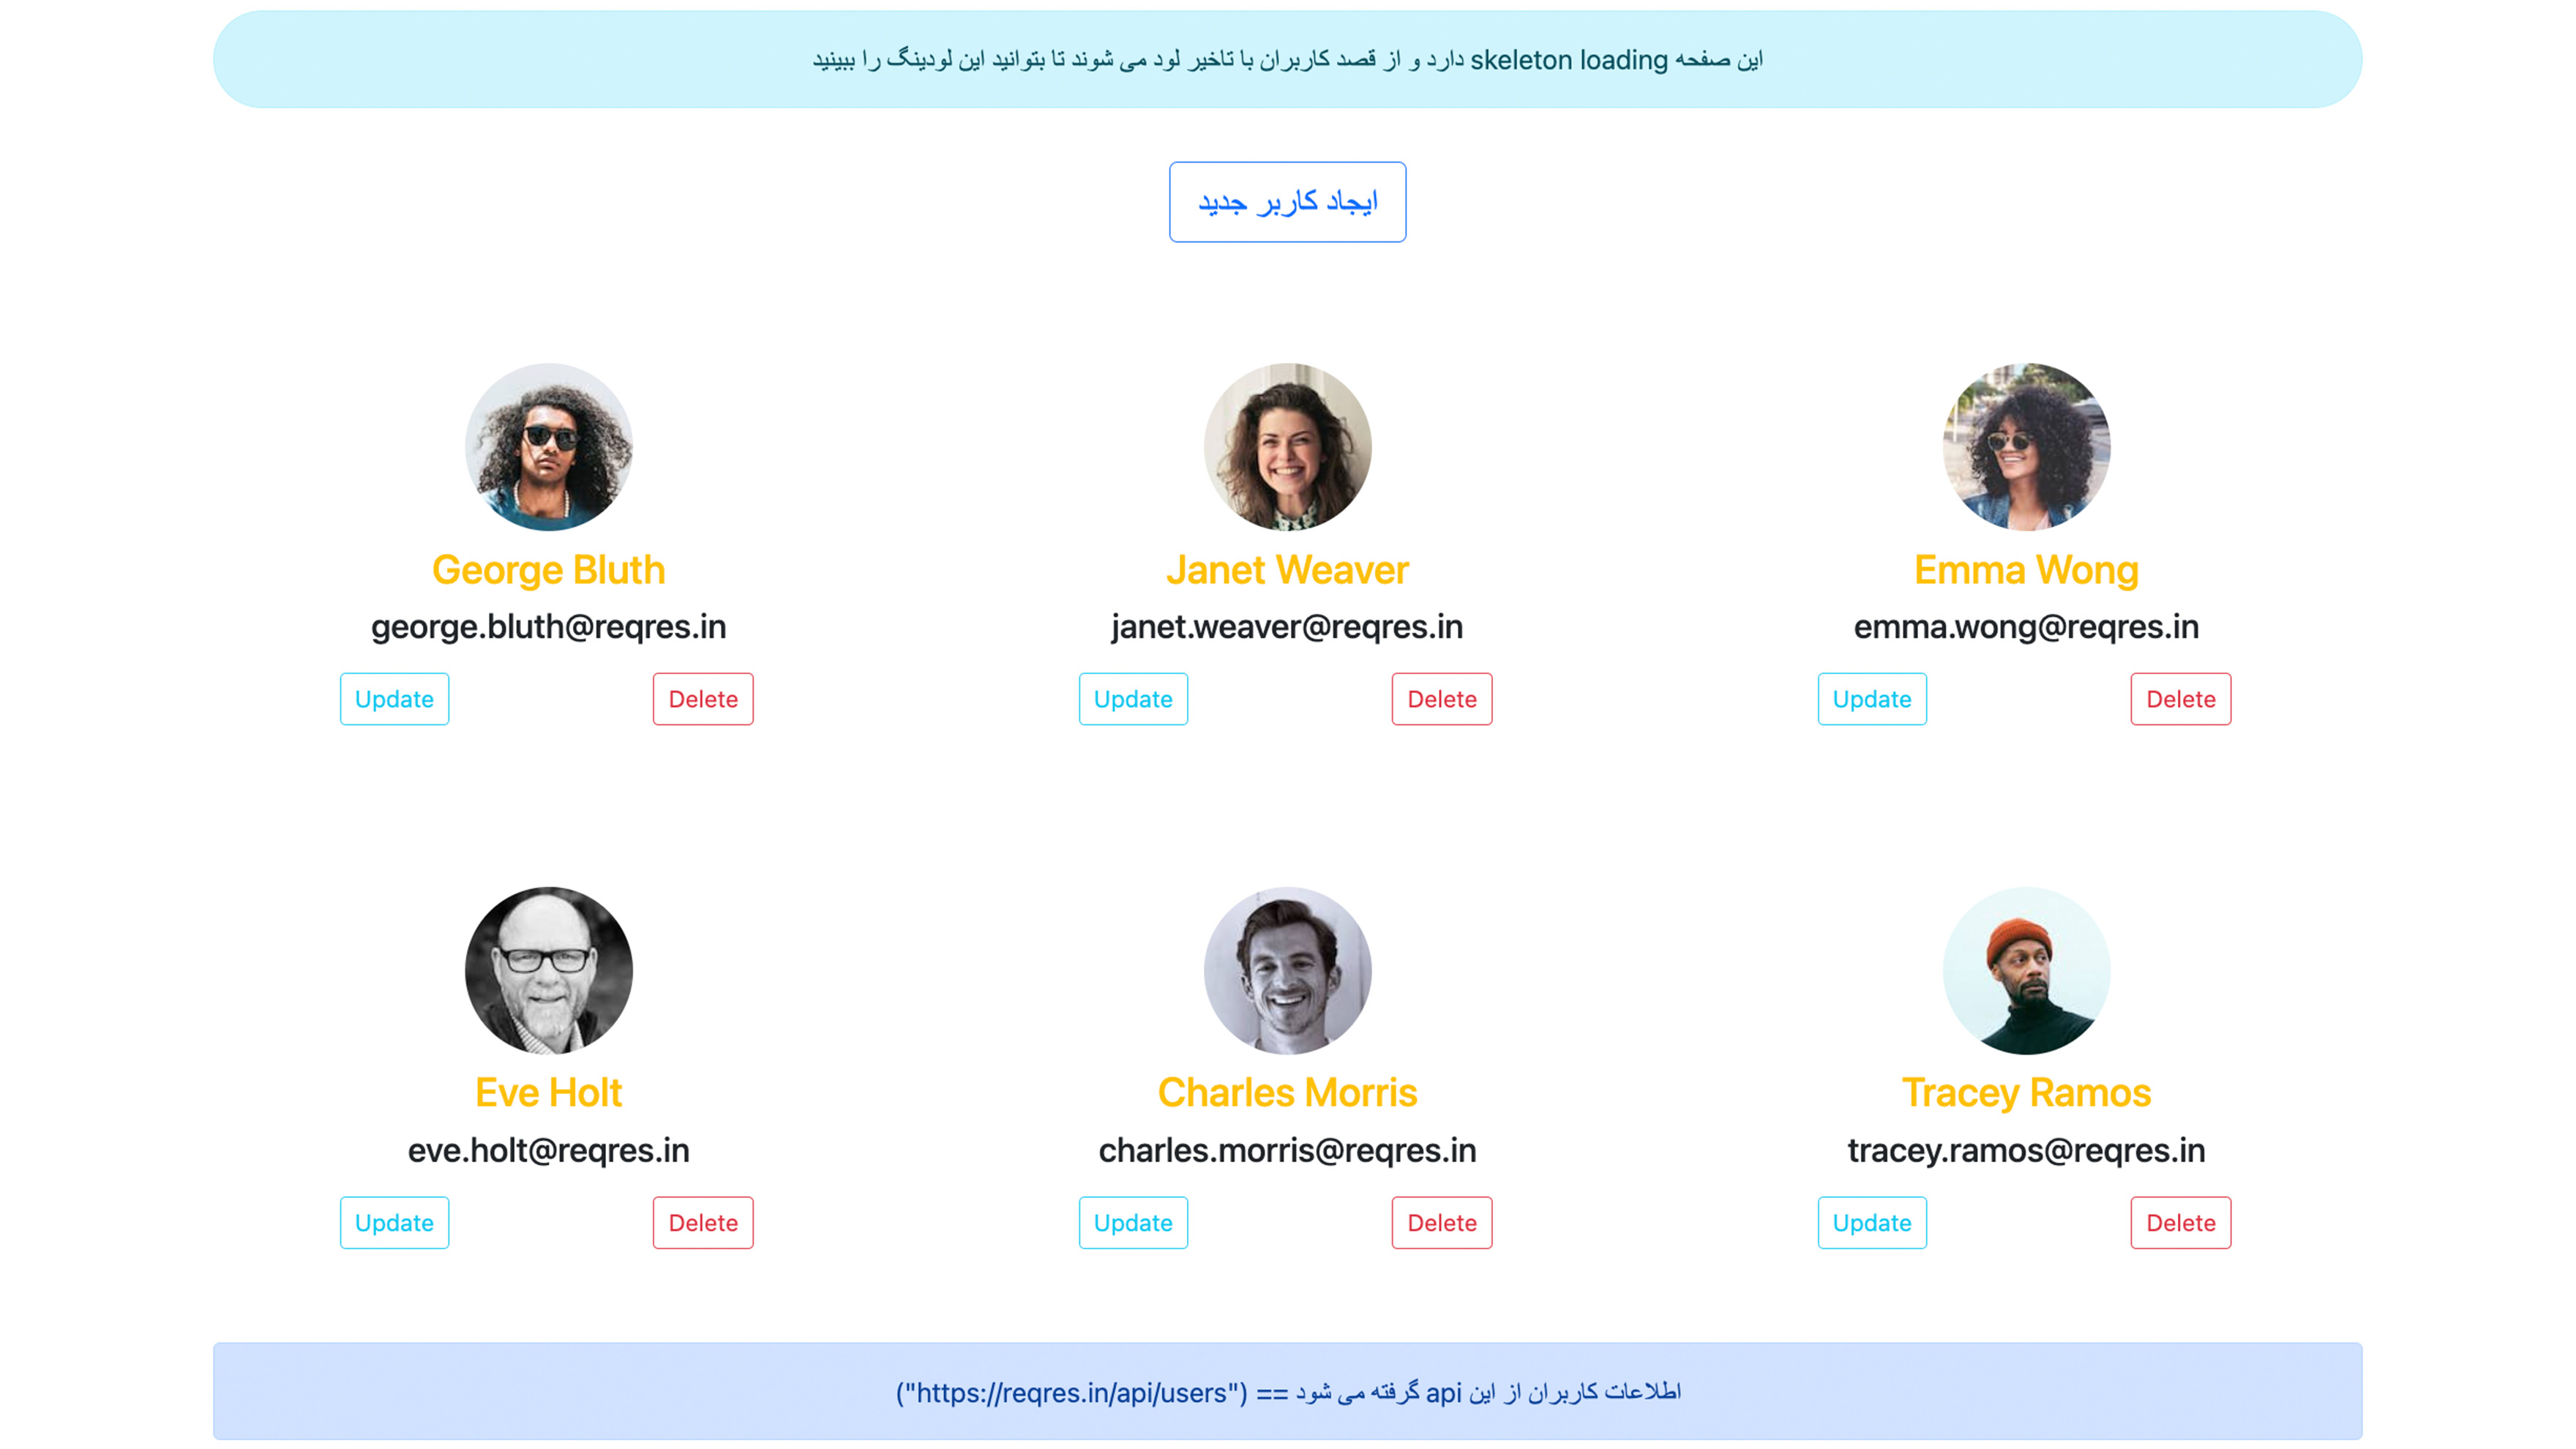 این صفحه skeleton loading دارد و از قصد کاربران با تاخیر لود می شوند تا بتوانید این لودینگ را ببینید
ایجاد کاربر جدید
George Bluth
george.bluth@reqres.in
Update
Delete
Janet Weaver
janet.weaver@reqres.in
Update
Delete
Emma Wong
emma.wong@reqres.in
Update
Delete
Eve Holt
eve.holt@reqres.in
Update
Delete
Charles Morris
charles.morris@reqres.in
Update
Delete
Tracey Ramos
tracey.ramos@reqres.in
Update
Delete
اطلاعات کاربران از این api گرفته می شود == ("https://reqres.in/api/users")